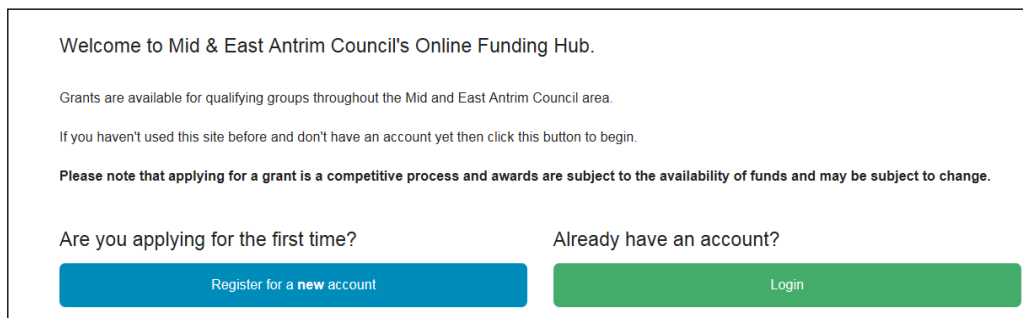 Welcome to Mid & East Antrim Council's Online Funding Hub.
Grants are available for qualifying groups throughout the Mid and East Antrim Council area.
If you haven't used this site before and don't have an account yet then click this button to begin.
Please note that applying for a grant is a competitive process and awards are subject to the availability of funds and may be subject to change.
Are you applying for the first time?
Register for a new account
Already have an account?
Login